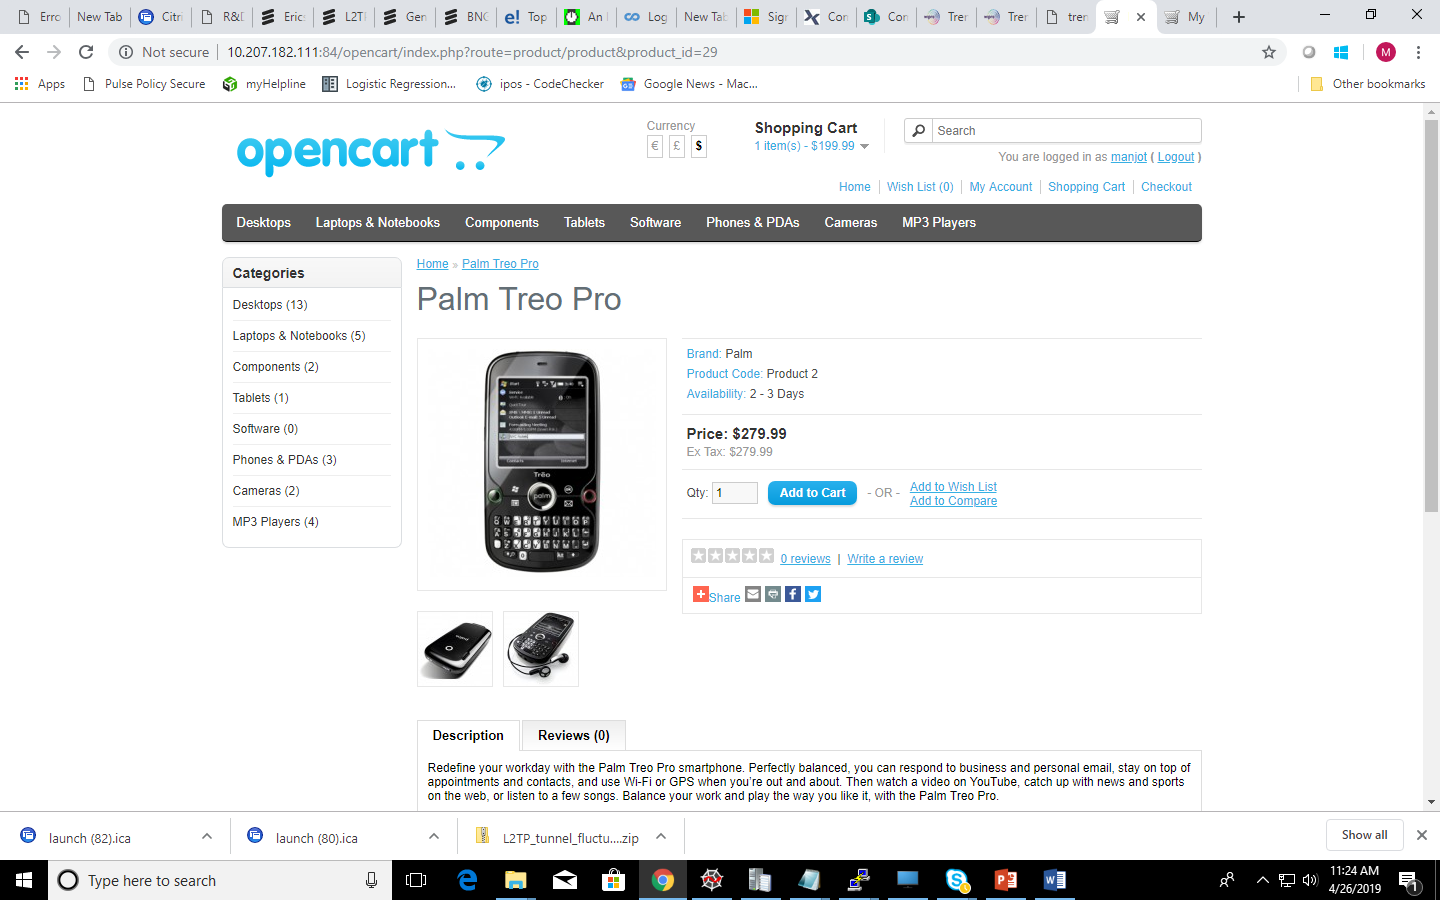 Erro
New Tab
Citri
R&D
Erics
L2TI
Gen
BNG
Top
An I
Log
New Tab
Sign
Con
Con
Trer
Trer
tren
My
Not secure
10.207.182.111:84/opencart/index.php?route=product/product&product_id=29
M
Apps
Pulse Policy Secure
myHelpline
Logistic Regression...
ipos - CodeChecker
Google News - Mac...
Other bookmarks
opencart
Currency
€ £ $
Shopping Cart
1 item(s) - $199.99
Search
You are logged in as manjot ( Logout )
Home
Wish List (0)
My Account
Shopping Cart
Checkout
Desktops
Laptops & Notebooks
Components
Tablets
Software
Phones & PDAs
Cameras
MP3 Players
Categories
Desktops (13)
Laptops & Notebooks (5)
Components (2)
Tablets (1)
Software (0)
Phones & PDAs (3)
Cameras (2)
MP3 Players (4)
Home » Palm Treo Pro
Palm Treo Pro
Start
Treo
palm
Brand: Palm
Product Code: Product 2
Availability: 2 - 3 Days
Price: $279.99
Ex Tax: $279.99
Qty: 1
Add to Cart
- OR -
Add to Wish List
Add to Compare
0 reviews | Write a review
Share
Description
Reviews (0)
Redefine your workday with the Palm Treo Pro smartphone. Perfectly balanced, you can respond to business and personal email, stay on top of
appointments and contacts, and use Wi-Fi or GPS when you're out and about. Then watch a video on YouTube, catch up with news and sports
on the web, or listen to a few songs. Balance your work and play the way you like it, with the Palm Treo Pro.
launch (82).ica
launch (80).ica
L2TP_tunnel_fluctu....zip
Show all
Type here to search
11:24 AM
4/26/2019
1